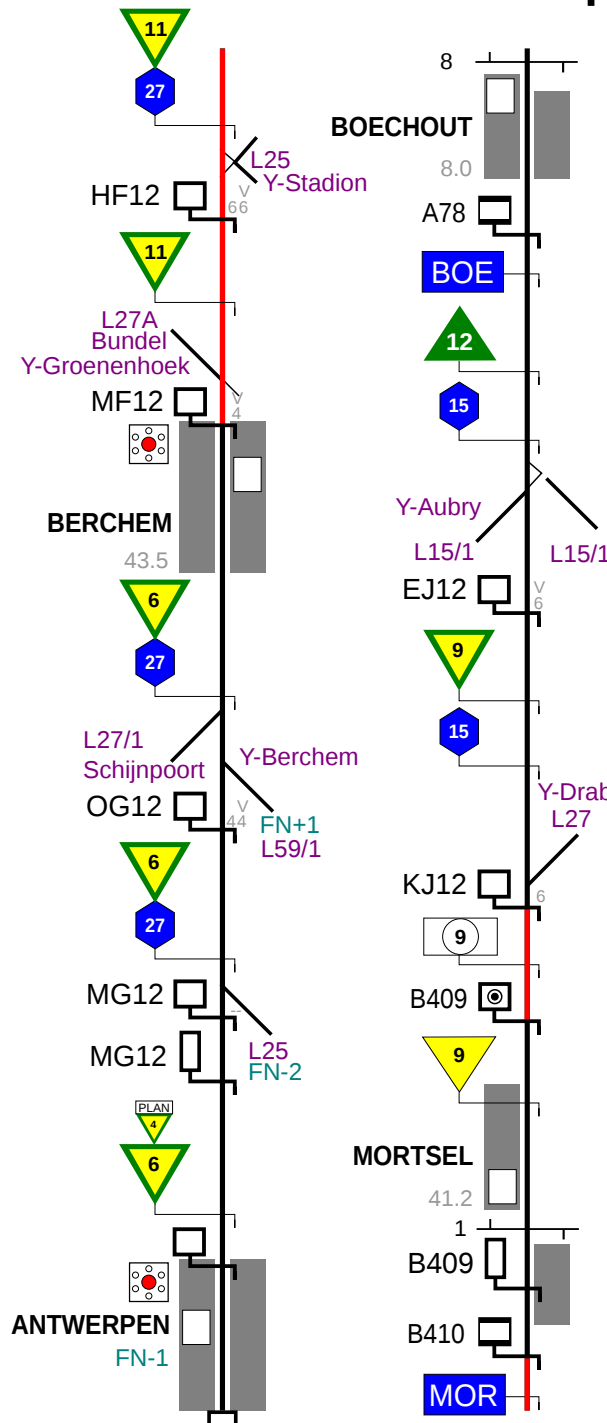 11
27
L25
Y-Stadion
HF12
V
66
11
L27A
Bundel
Y-Groenenhoek
MF12
V
4
BERCHEM
43.5
6
27
L27/1
Schijnpoort
Y-Berchem
OG12
V
44
FN+1
L59/1
6
27
MG12
--
L25
FN-2
MG12
PLAN
4
6
ANTWERPEN
FN-1
8
BOECHOUT
8.0
A78
BOE
12
15
Y-Aubry
L15/1
L15/1
EJ12
V
6
9
15
Y-Drab
L27
KJ12
6
9
B409
9
MORTSEL
41.2
1
B409
B410
MOR